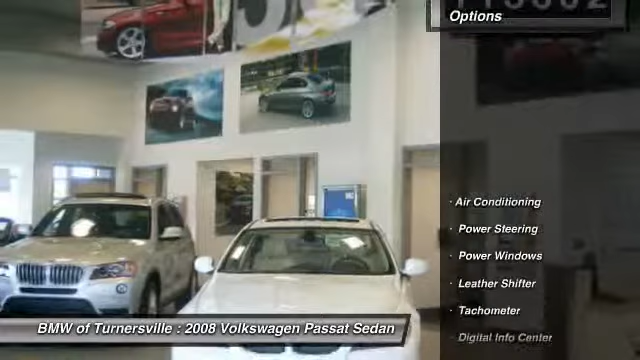 Options
· Air Conditioning
· Power Steering
· Power Windows
· Leather Shifter
· Tachometer
· Digital Info Center
BMW of Turnersville : 2008 Volkswagen Passat Sedan